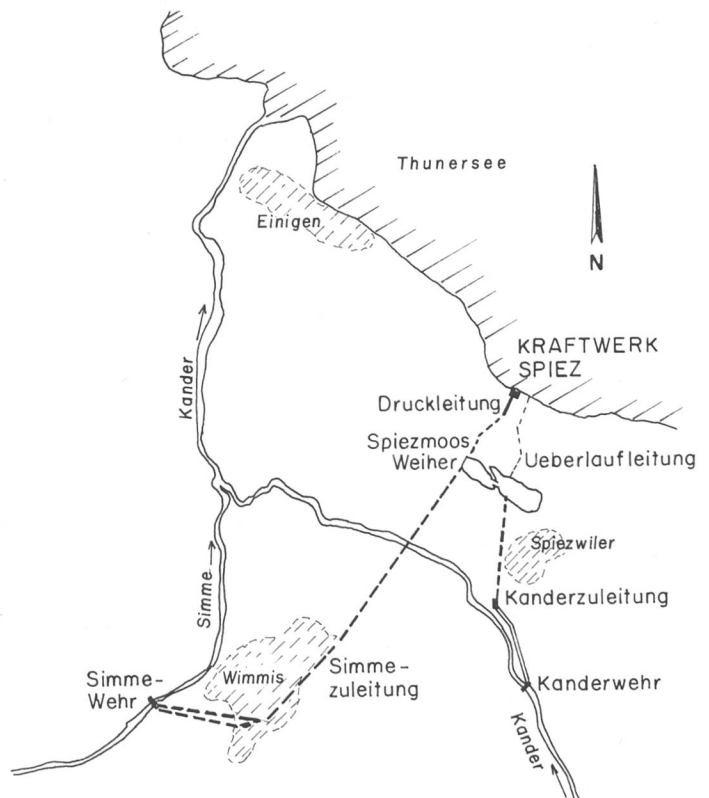 Thunersee
Einigen
N
KRAFTWERK
SPIEZ
Kander
Druckleitung
Spiezmoos
Weiher
Ueberlaufleitung
Spiezwiler
Simme
Kanderzuleitung
Wimmis
Simme-
zuleitung
Simme-
Wehr
Kanderwehr
Kander